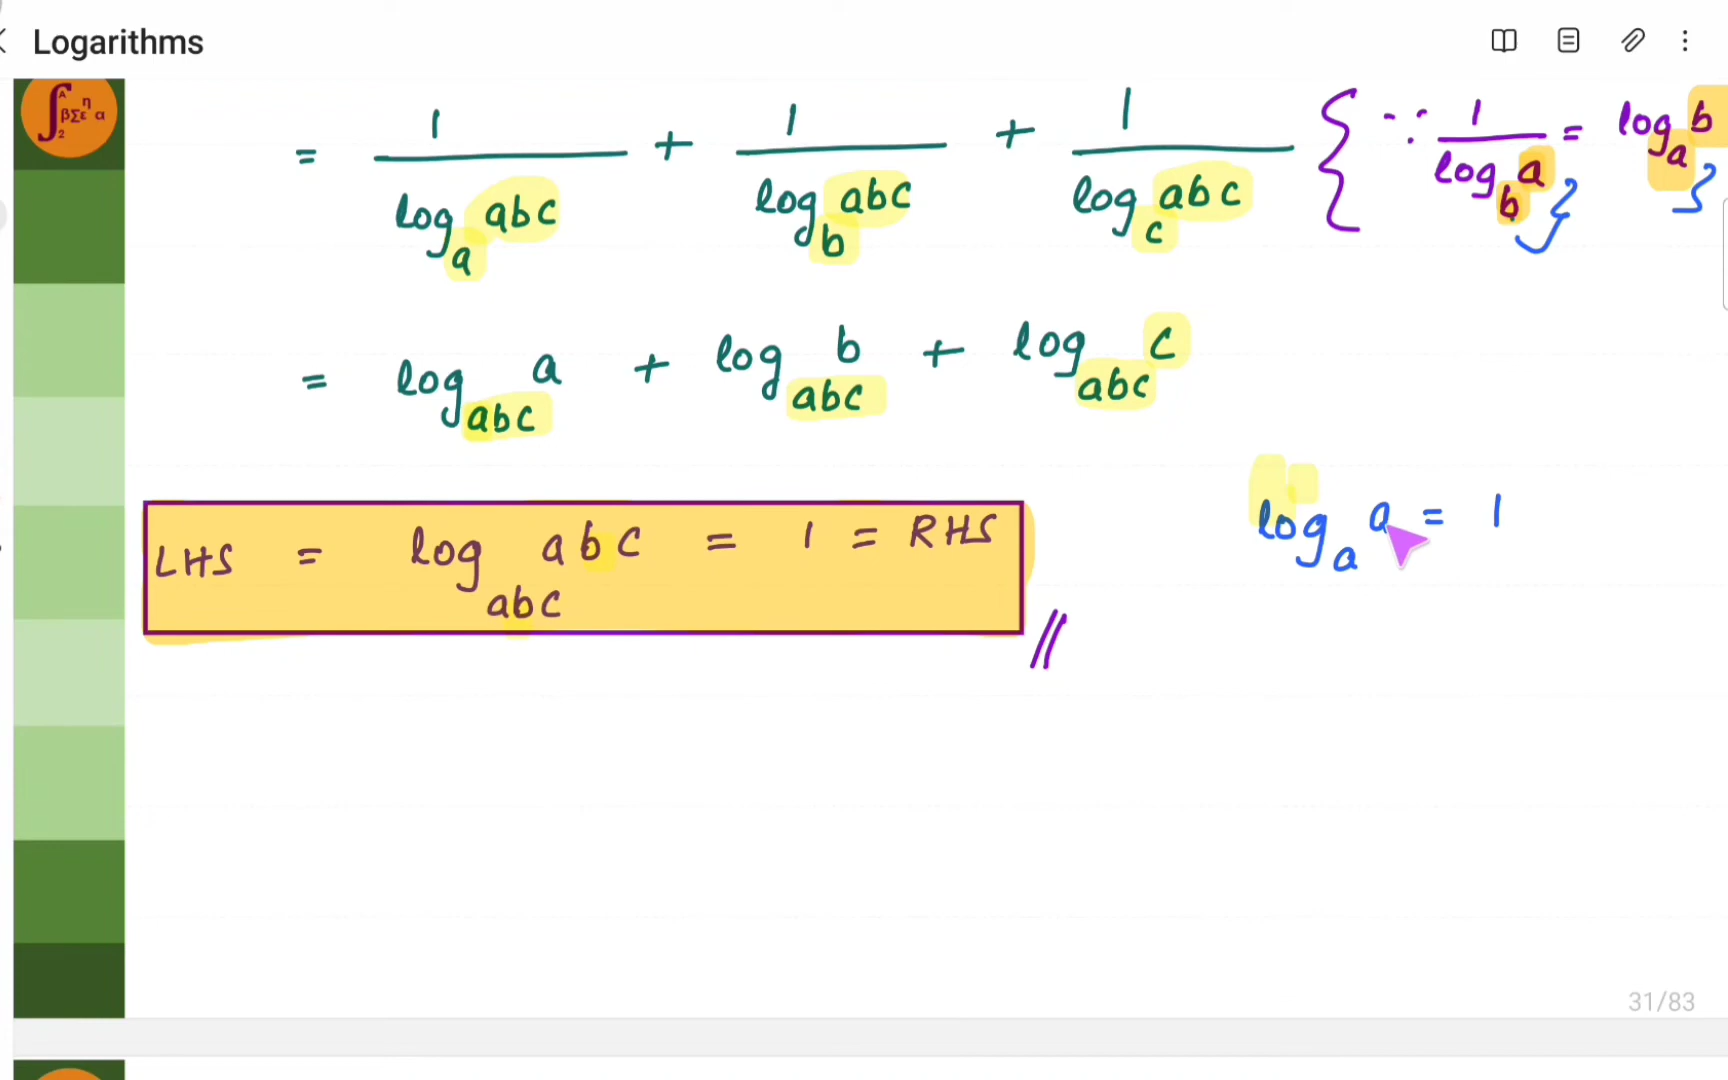 Logarithms
= 1/log_a abc + 1/log_b abc + 1/log_c abc { ∵ 1/log_b a = log_a b }
= log_abc a + log_abc b + log_abc c
log_a a = 1
LHS = log_abc abc = 1 = RHS
31/83